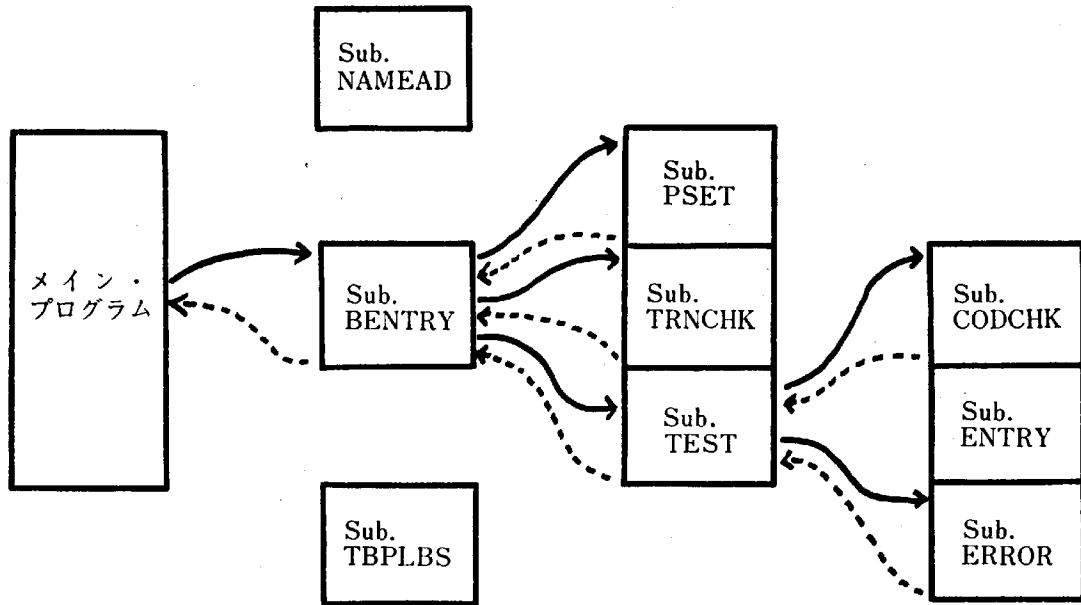 Sub.
NAMEAD
メイン・
プログラム
Sub.
BENTRY
Sub.
TBPLBS
Sub.
PSET
Sub.
TRNCHK
Sub.
TEST
Sub.
CODCHK
Sub.
ENTRY
Sub.
ERROR